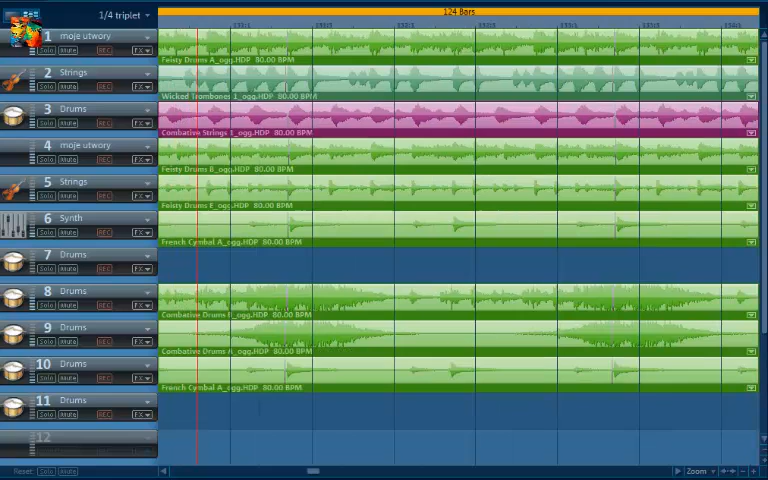 1/4 triplet
124 Bars
1 moje utwory
Solo Mute REC FX
Feisty Drums A_ogg.HDP 80.00 BPM
2 Strings
Solo Mute REC FX
Wicked Trombones 1_ogg.HDP 80.00 BPM
3 Drums
Solo Mute REC FX
Combative Strings 1_ogg.HDP 80.00 BPM
4 moje utwory
Solo Mute REC FX
Feisty Drums B_ogg.HDP 80.00 BPM
5 Strings
Solo Mute REC FX
Feisty Drums E_ogg.HDP 80.00 BPM
6 Synth
Solo Mute REC FX
French Cymbal A_ogg.HDP 80.00 BPM
7 Drums
Solo Mute REC FX
8 Drums
Solo Mute REC FX
Combative Drums B_ogg.HDP 80.00 BPM
9 Drums
Solo Mute REC FX
Combative Drums A_ogg.HDP 80.00 BPM
10 Drums
Solo Mute REC FX
French Cymbal A_ogg.HDP 80.00 BPM
11 Drums
Solo Mute REC FX
12
Reset: Solo Mute
Zoom